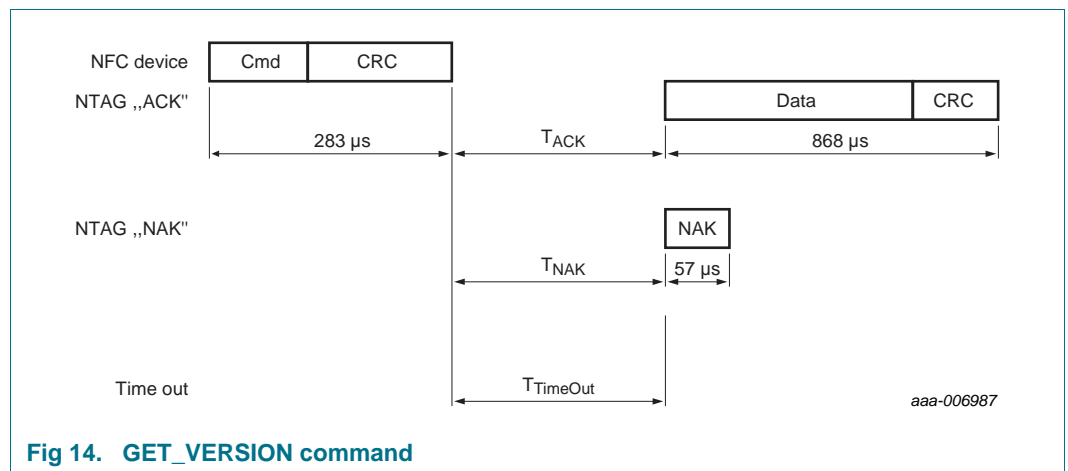 NFC device Cmd CRC
NTAG ,,ACK" Data CRC
283 μs TACK 868 μs
NTAG ,,NAK" NAK
TNAK 57 μs
Time out TTimeOut aaa-006987
Fig 14. GET_VERSION command